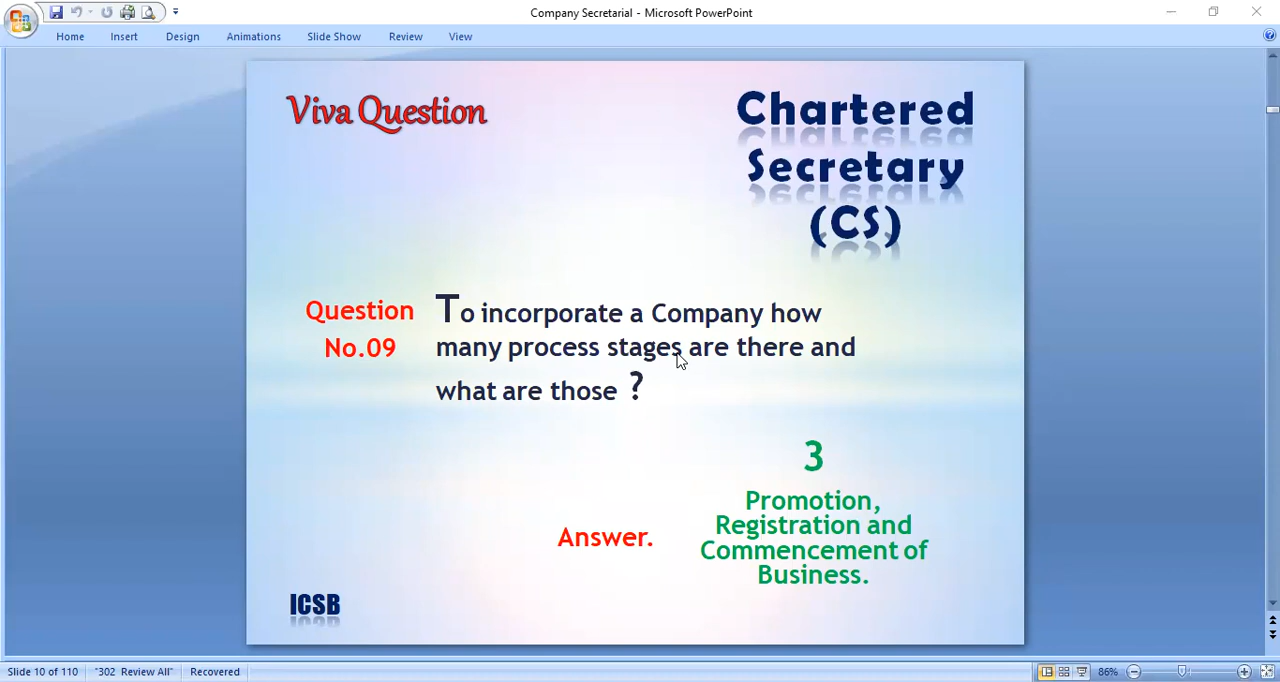 Company Secretarial - Microsoft PowerPoint
Home Insert Design Animations Slide Show Review View
Viva Question
Chartered
Secretary
(CS)
Question
No.09
To incorporate a Company how
many process stages are there and
what are those ?
3
Promotion,
Registration and
Commencement of
Business.
Answer.
ICSB
Slide 10 of 110 "302 Review All" Recovered 86%